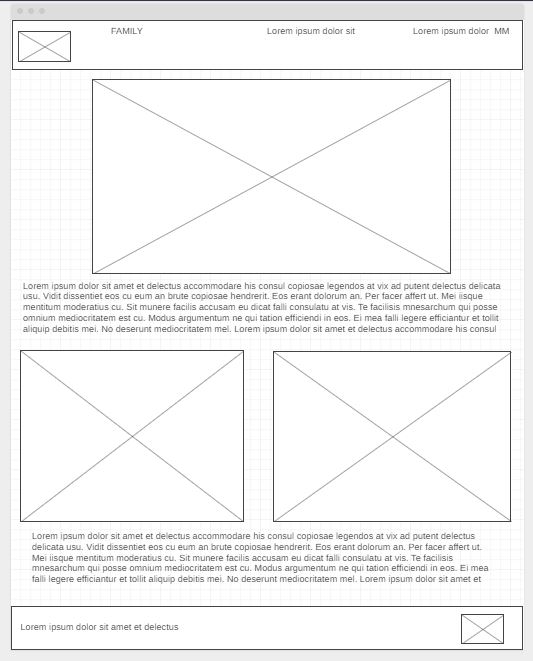 FAMILY Lorem ipsum dolor sit Lorem ipsum dolor MM
Lorem ipsum dolor sit amet et delectus accommodare his consul copiosae legendos at vix ad putent delectus delicata
usu. Vidit dissentiet eos cu eum an brute copiosae hendrerit. Eos erant dolorum an. Per facer affert ut. Mei iisque
mentitum moderatius cu. Sit munere facilis accusam eu dicat falli consulatu at vis. Te facilisis mnesarchum qui posse
omnium mediocritatem est cu. Modus argumentum ne qui tation efficiendi in eos. Ei mea falli legere efficiantur et tollit
aliquip debitis mei. No deserunt mediocritatem mel. Lorem ipsum dolor sit amet et delectus accommodare his consul
Lorem ipsum dolor sit amet et delectus accommodare his consul copiosae legendos at vix ad putent delectus
delicata usu. Vidit dissentiet eos cu eum an brute copiosae hendrerit. Eos erant dolorum an. Per facer affert ut.
Mei iisque mentitum moderatius cu. Sit munere facilis accusam eu dicat falli consulatu at vis. Te facilisis
mnesarchum qui posse omnium mediocritatem est cu. Modus argumentum ne qui tation efficiendi in eos. Ei mea
falli legere efficiantur et tollit aliquip debitis mei. No deserunt mediocritatem mel. Lorem ipsum dolor sit amet et
Lorem ipsum dolor sit amet et delectus